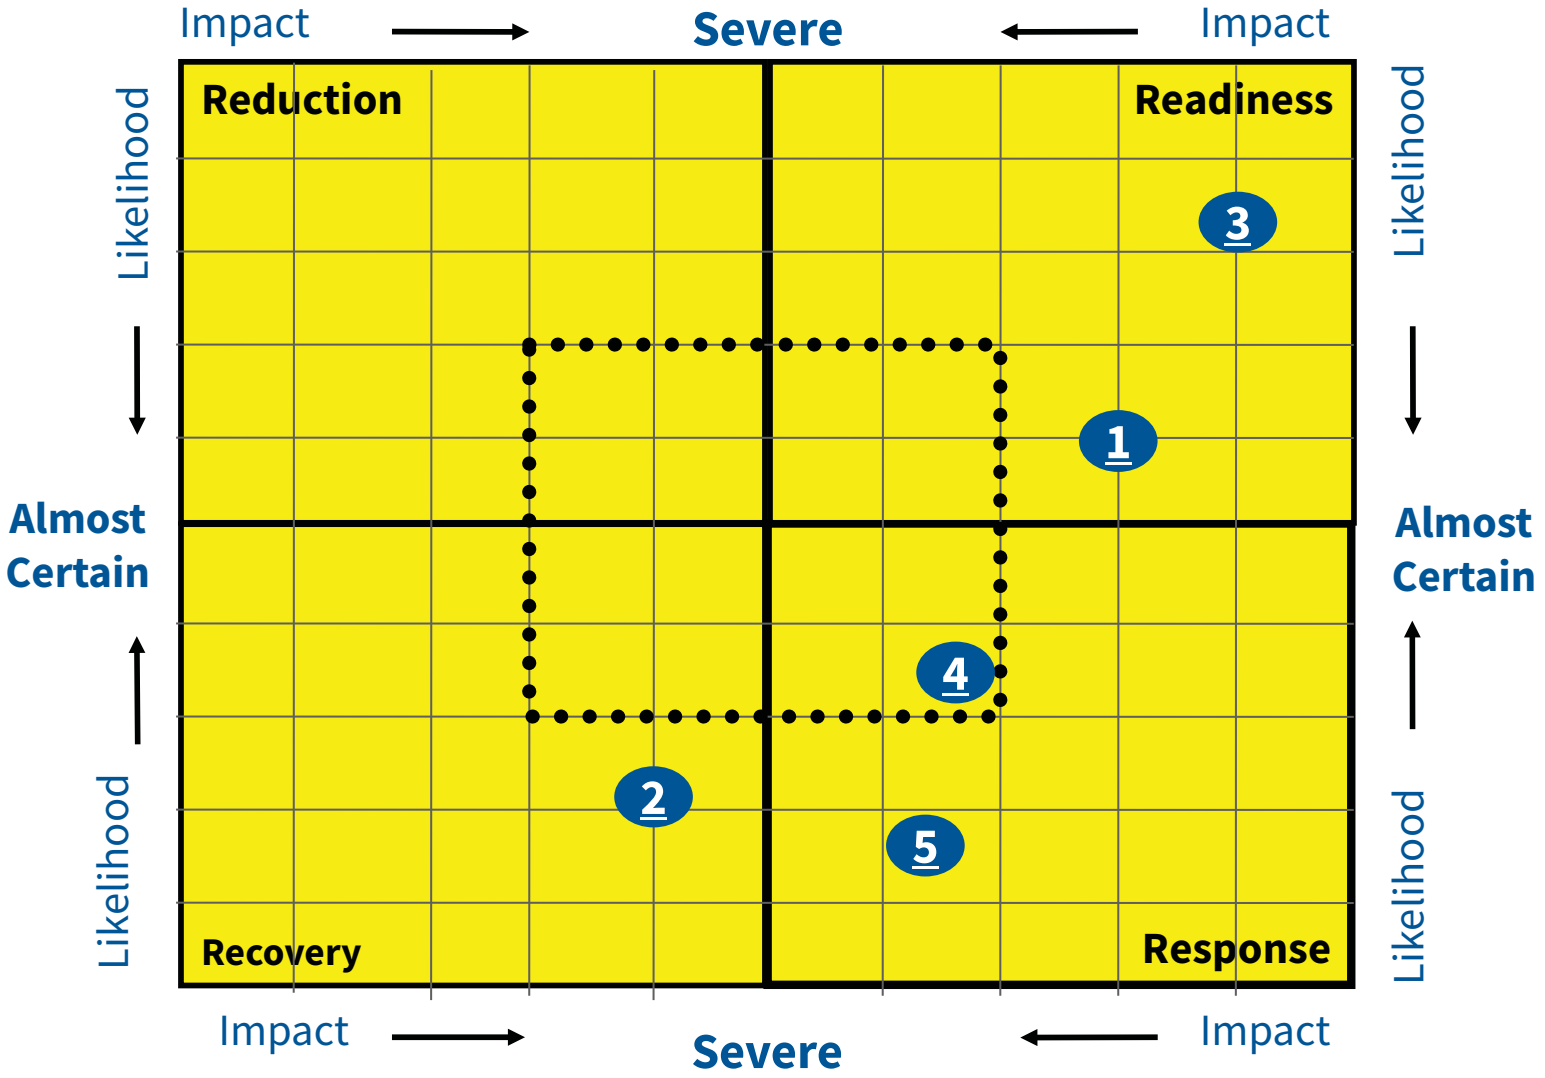 Impact
Severe
Impact
Reduction
Readiness
Likelihood
Likelihood
3
1
Almost
Certain
Almost
Certain
4
2
5
Likelihood
Likelihood
Recovery
Response
Impact
Severe
Impact